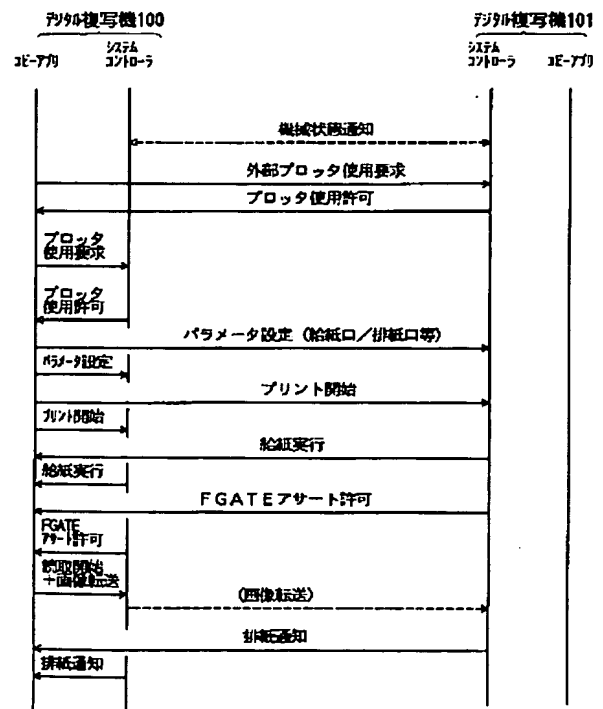 デジタル複写機100
デジタル複写機101
コピーアプリ
システム
コントローラ
システム
コントローラ
コピーアプリ
機械状態通知
外部プロッタ使用要求
プロッタ使用許可
プロッタ
使用要求
プロッタ
使用許可
パラメータ設定（給紙口／排紙口等）
パラメータ設定
プリント開始
プリント開始
給紙実行
給紙実行
FGATEアサート許可
FGATE
アサート許可
読取開始
＋画像転送
(画像転送)
排紙通知
排紙通知